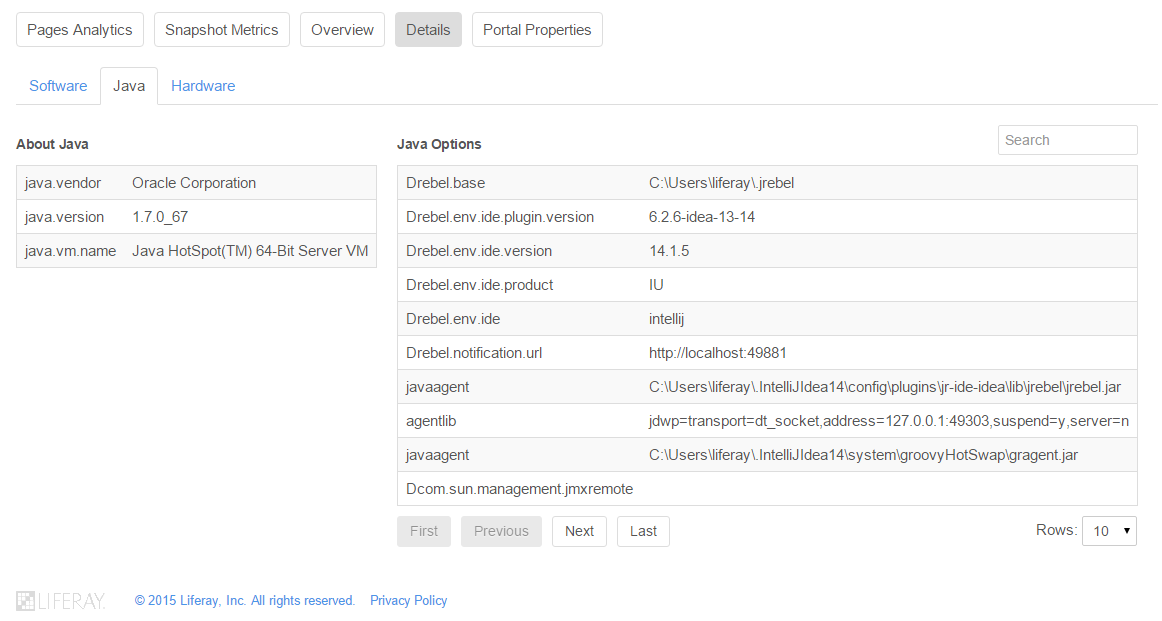 Pages Analytics Snapshot Metrics Overview Details Portal Properties
Software Java Hardware
About Java
java.vendor Oracle Corporation
java.version 1.7.0_67
java.vm.name Java HotSpot(TM) 64-Bit Server VM
Java Options
Search
Drebel.base C:\Users\liferay\.jrebel
Drebel.env.ide.plugin.version 6.2.6-idea-13-14
Drebel.env.ide.version 14.1.5
Drebel.env.ide.product IU
Drebel.env.ide intellij
Drebel.notification.url http://localhost:49881
javaagent C:\Users\liferay\.IntelliJIdea14\config\plugins\jr-ide-idea\lib\jrebel\jrebel.jar
agentlib jdwp=transport=dt_socket,address=127.0.0.1:49303,suspend=y,server=n
javaagent C:\Users\liferay\.IntelliJIdea14\system\groovyHotSwap\gragent.jar
Dcom.sun.management.jmxremote
First Previous Next Last Rows: 10
LIFERAY © 2015 Liferay, Inc. All rights reserved. Privacy Policy